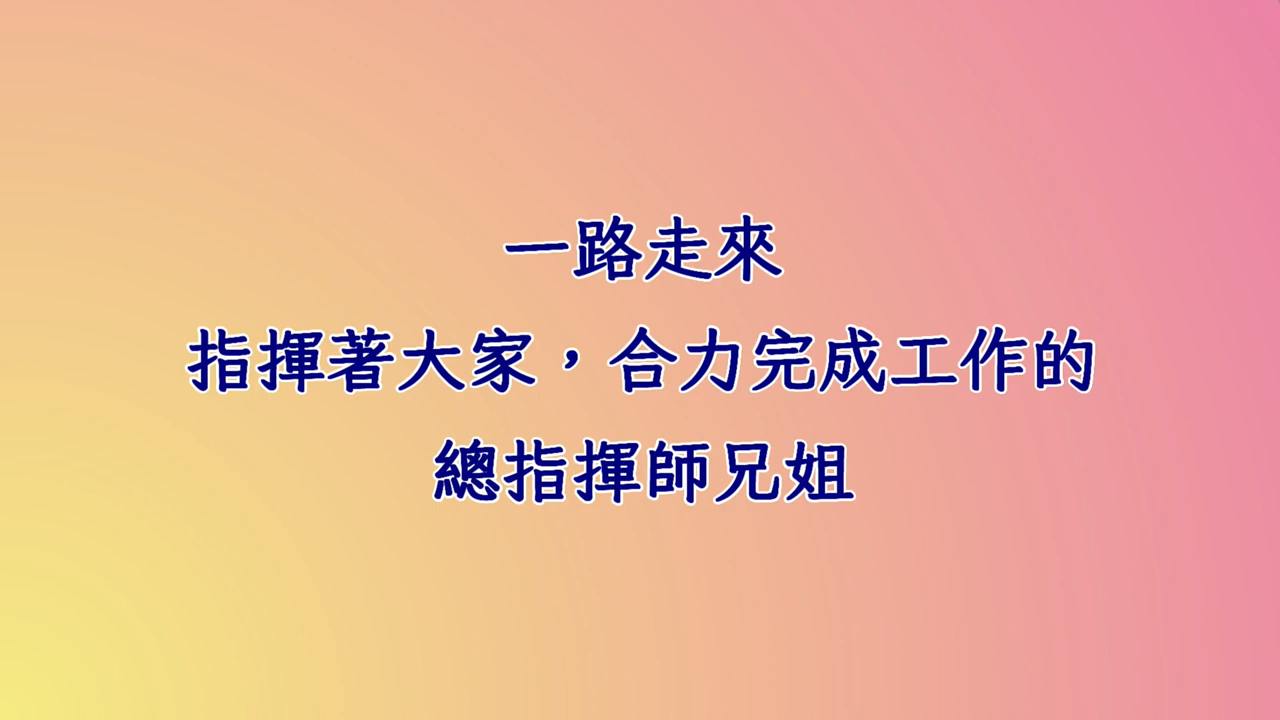 一路走來
指揮著大家，合力完成工作的
總指揮師兄姐